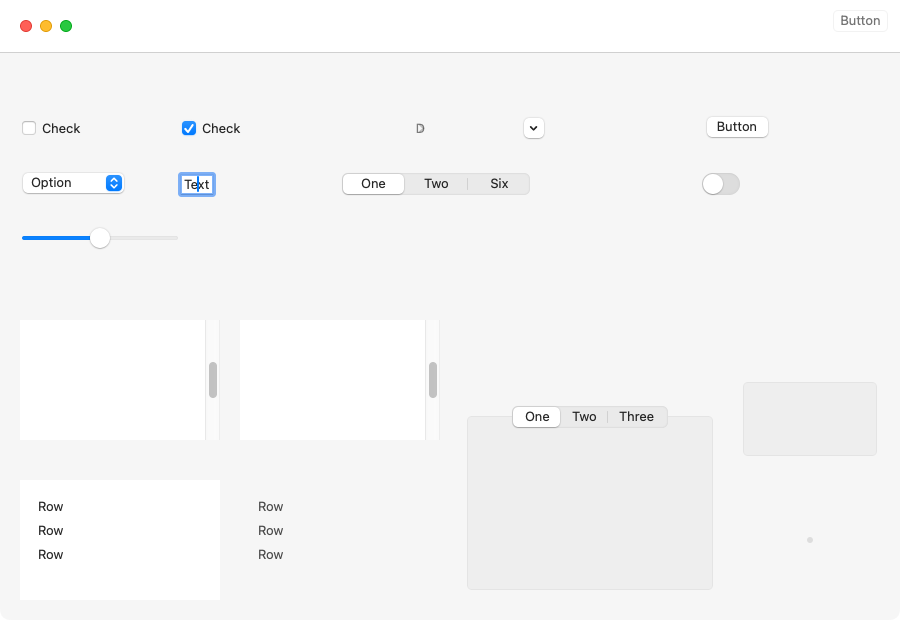 Button
Check
Check
D
Button
Option
Text
One Two Six
One Two Three
Row
Row
Row
Row
Row
Row